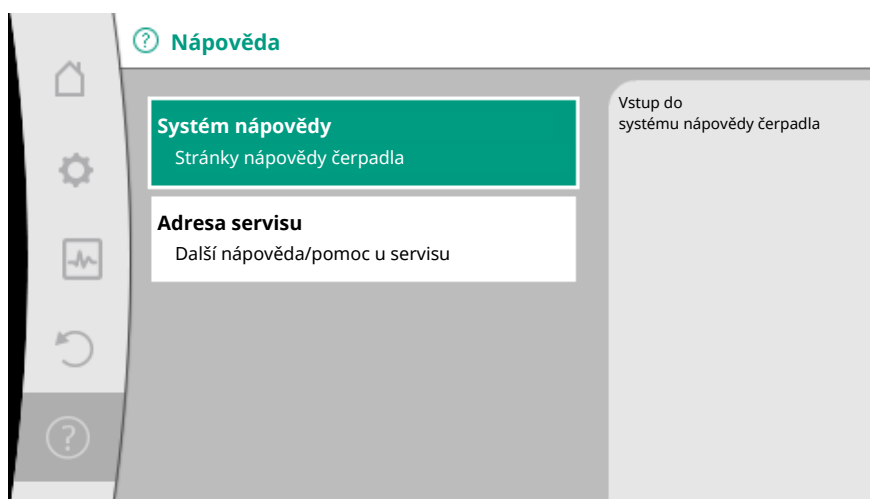 Nápověda
Systém nápovědy
Stránky nápovědy čerpadla
Adresa servisu
Další nápověda/pomoc u servisu
Vstup do
systému nápovědy čerpadla